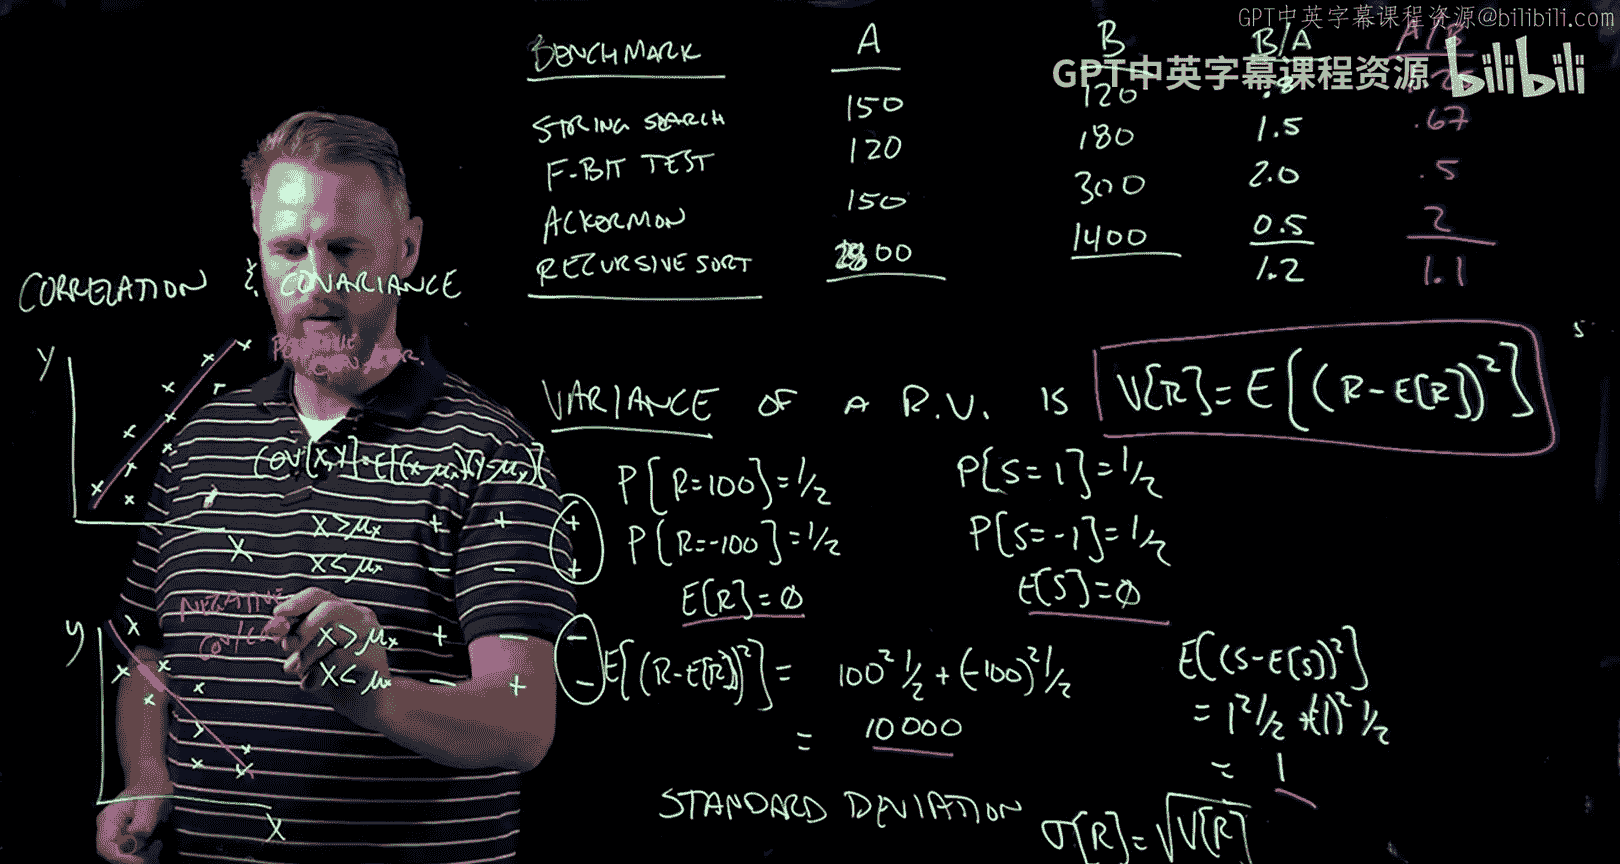 GPT中英字幕课程资源@bilibili.com
GPT中英字幕课程资源 bilibili
BENCHMARK A B B/A A/B
STRING SEARCH 150 120
F-BIT TEST 120 180 1.5 .67
ACKERMON 150 300 2.0 .5
RECURSIVE SORT 00 1400 0.5 2
1.2 1.1
CORRELATION & COVARIANCE
Y
X
POSITIVE
COV[X,Y]=E[(X-μx)(Y-μy)]
X>μx + + +
X<μx - - +
NEGATIVE
X>μx + - -
X<μx - + -
y
X
VARIANCE OF A R.V. IS V[R]=E[(R-E[R])²]
P[R=100]=1/2
P[R=-100]=1/2
E[R]=0
P[S=1]=1/2
P[S=-1]=1/2
E[S]=0
E[(R-E[R])²]= 100² 1/2 + (-100)² 1/2
= 10000
E[(S-E[S])²]
= 1² 1/2 + (-1)² 1/2
= 1
STANDARD DEVIATION σ[R]=√V[R]